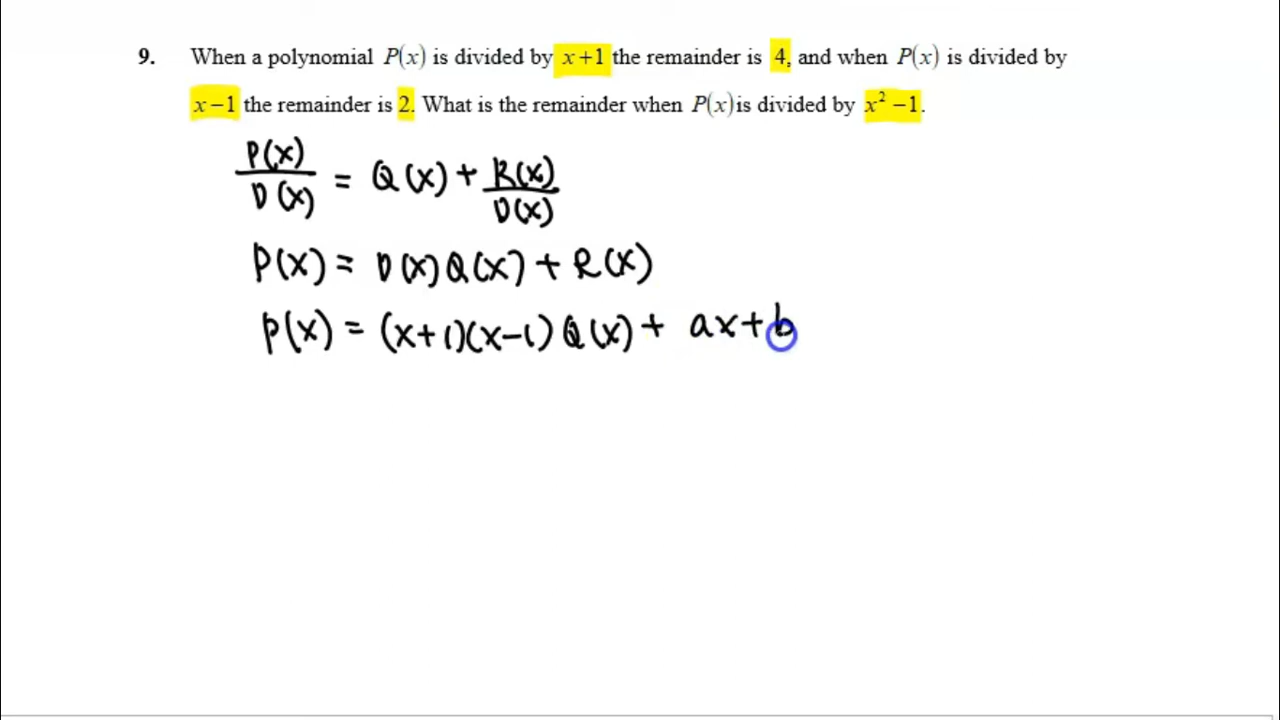 9. When a polynomial P(x) is divided by x+1 the remainder is 4, and when P(x) is divided by
x−1 the remainder is 2. What is the remainder when P(x) is divided by x² −1.
P(x)/D(x) = Q(x) + R(x)/D(x)
P(x) = D(x)Q(x) + R(x)
P(x) = (x+1)(x−1)Q(x) + ax+b